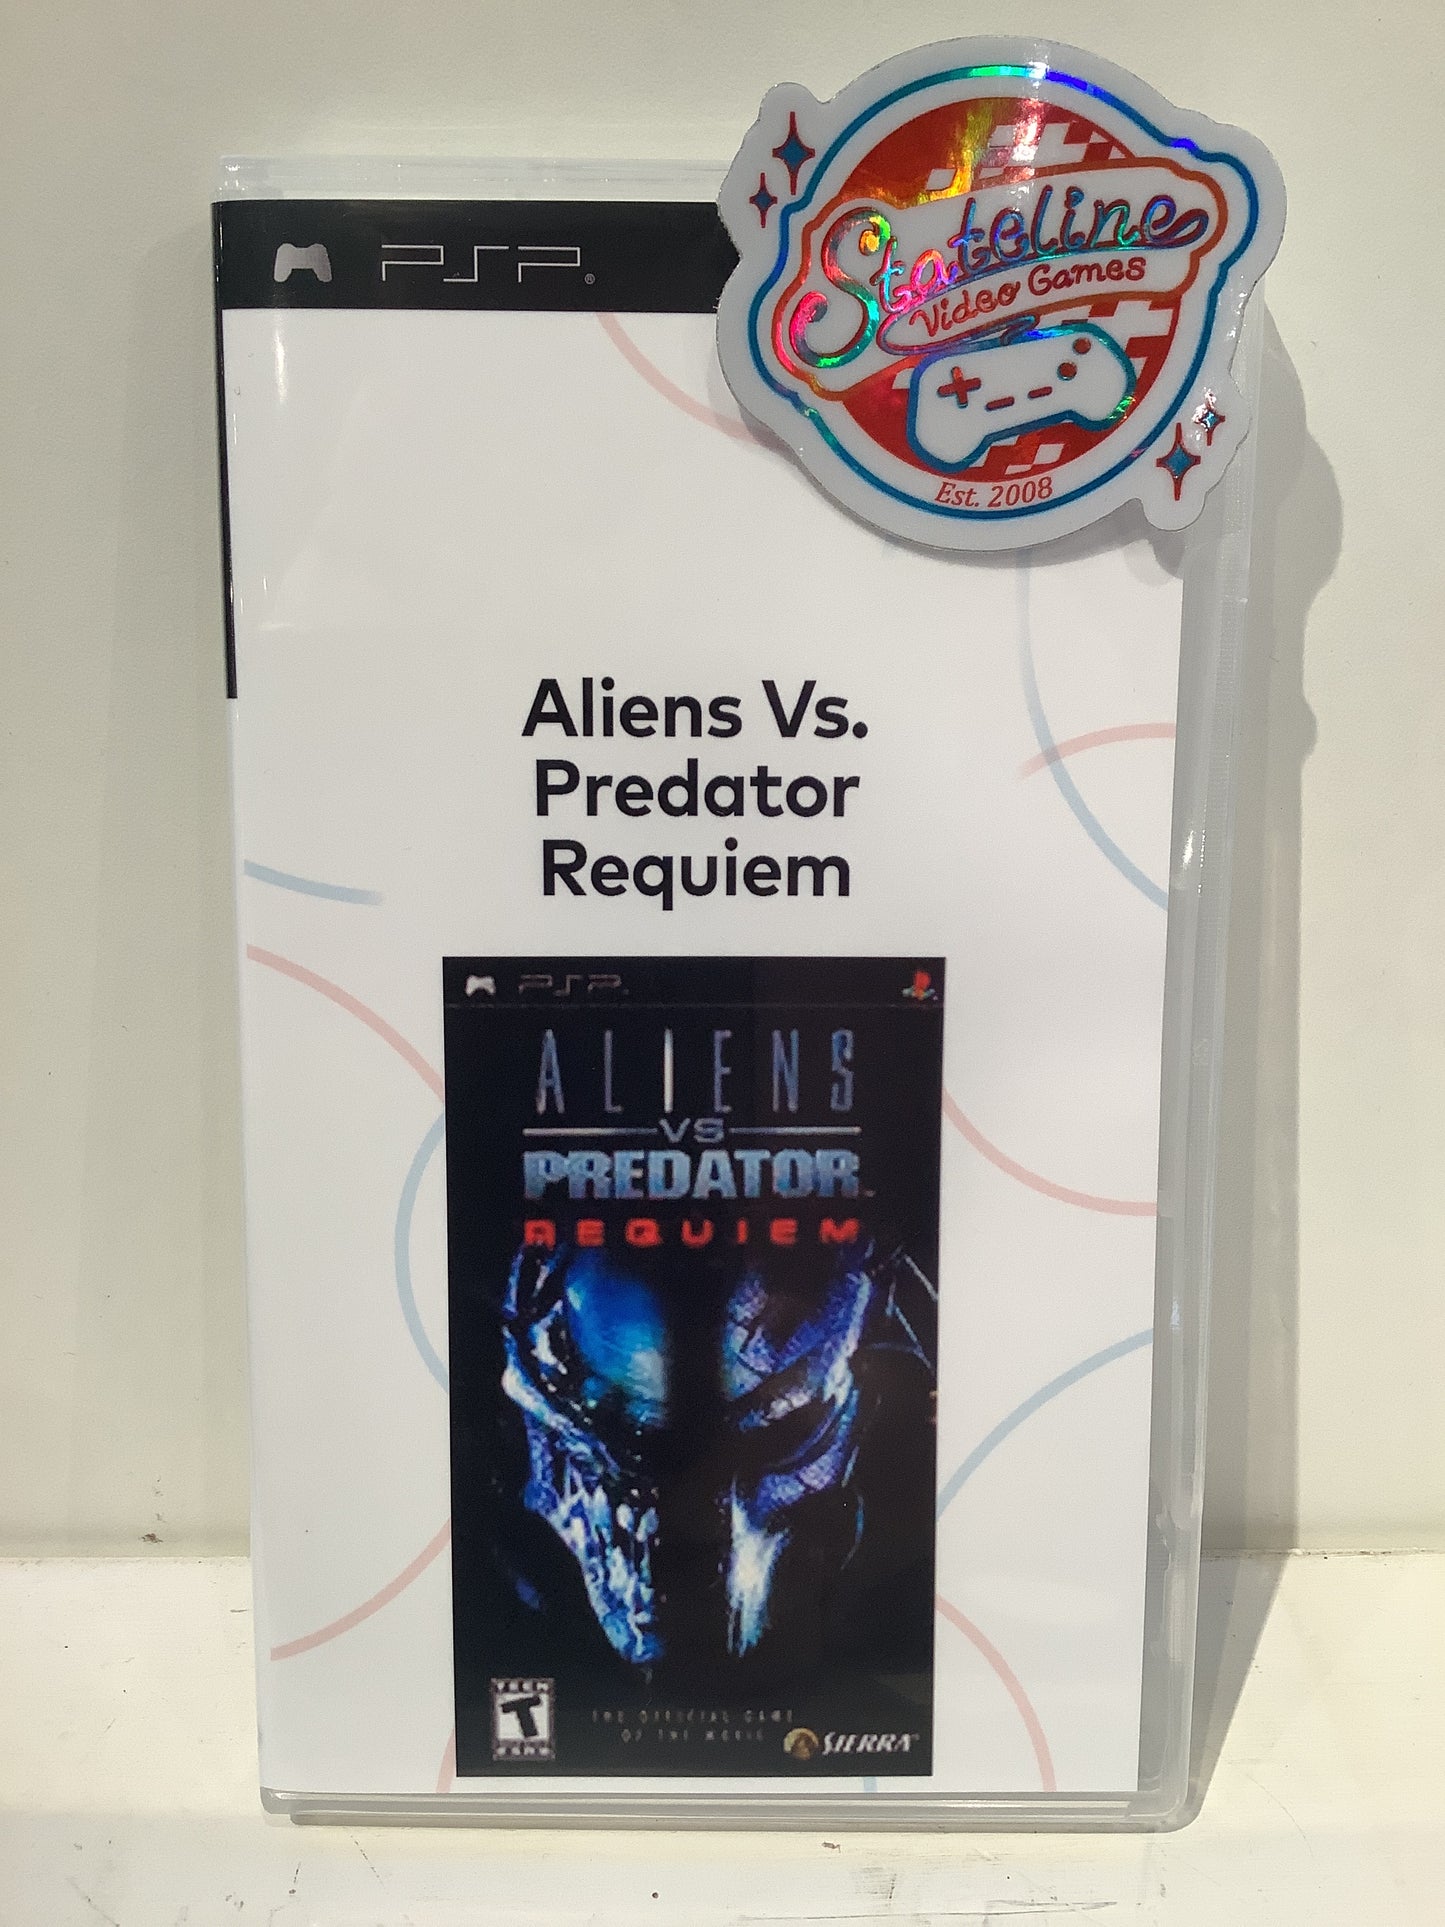 PSP®
Stateline
Video Games
Est. 2008
Aliens Vs.
Predator
Requiem
PSP
ALIENS
VS
PREDATOR
REQUIEM
TEEN
T
ESRB
THE OFFICIAL GAME
OF THE MOVIE
SIERRA